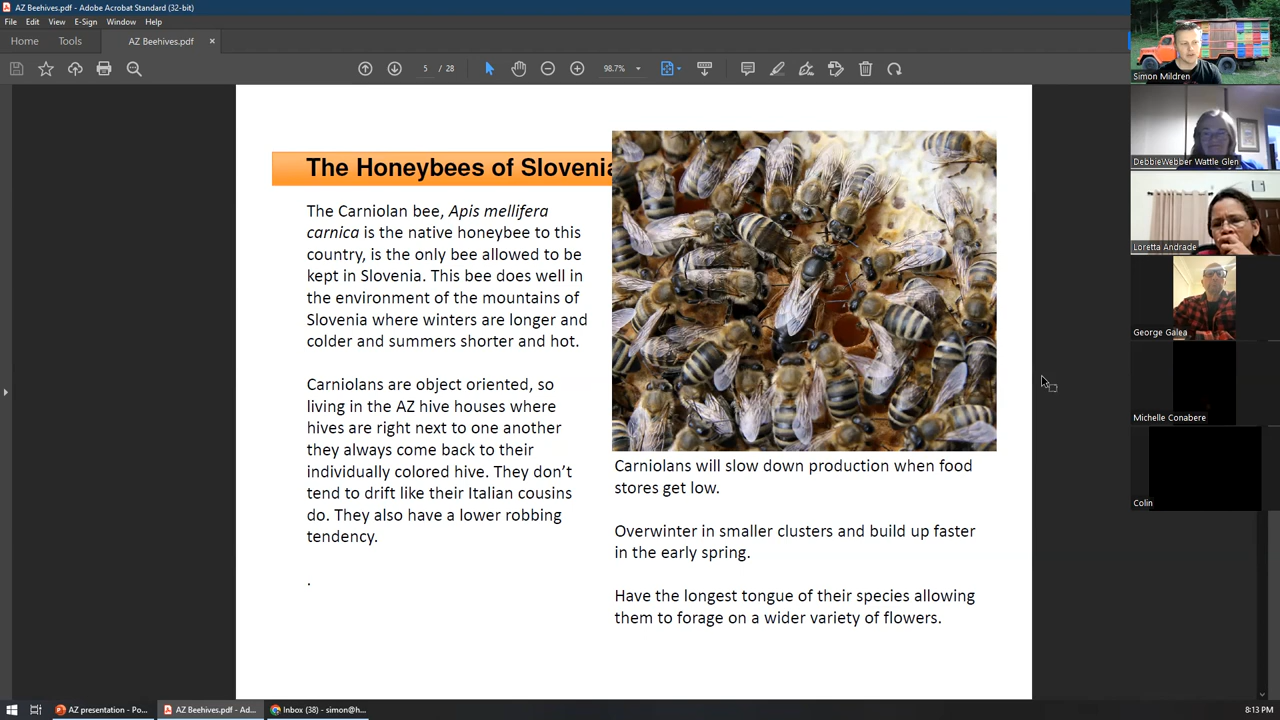 AZ Beehives.pdf - Adobe Acrobat Standard (32-bit)
File Edit View E-Sign Window Help
Home Tools AZ Beehives.pdf ×
5 / 28 98.7%
The Honeybees of Slovenia
The Carniolan bee, Apis mellifera
carnica is the native honeybee to this
country, is the only bee allowed to be
kept in Slovenia. This bee does well in
the environment of the mountains of
Slovenia where winters are longer and
colder and summers shorter and hot.
Carniolans are object oriented, so
living in the AZ hive houses where
hives are right next to one another
they always come back to their
individually colored hive. They don't
tend to drift like their Italian cousins
do. They also have a lower robbing
tendency.
.
Carniolans will slow down production when food
stores get low.
Overwinter in smaller clusters and build up faster
in the early spring.
Have the longest tongue of their species allowing
them to forage on a wider variety of flowers.
Simon Mildren
DebbieWebber Wattle Glen
Loretta Andrade
George Galea
Michelle Conabere
Colin
AZ presentation - Po... AZ Beehives.pdf - Ad... Inbox (38) - simon@h... 8:13 PM